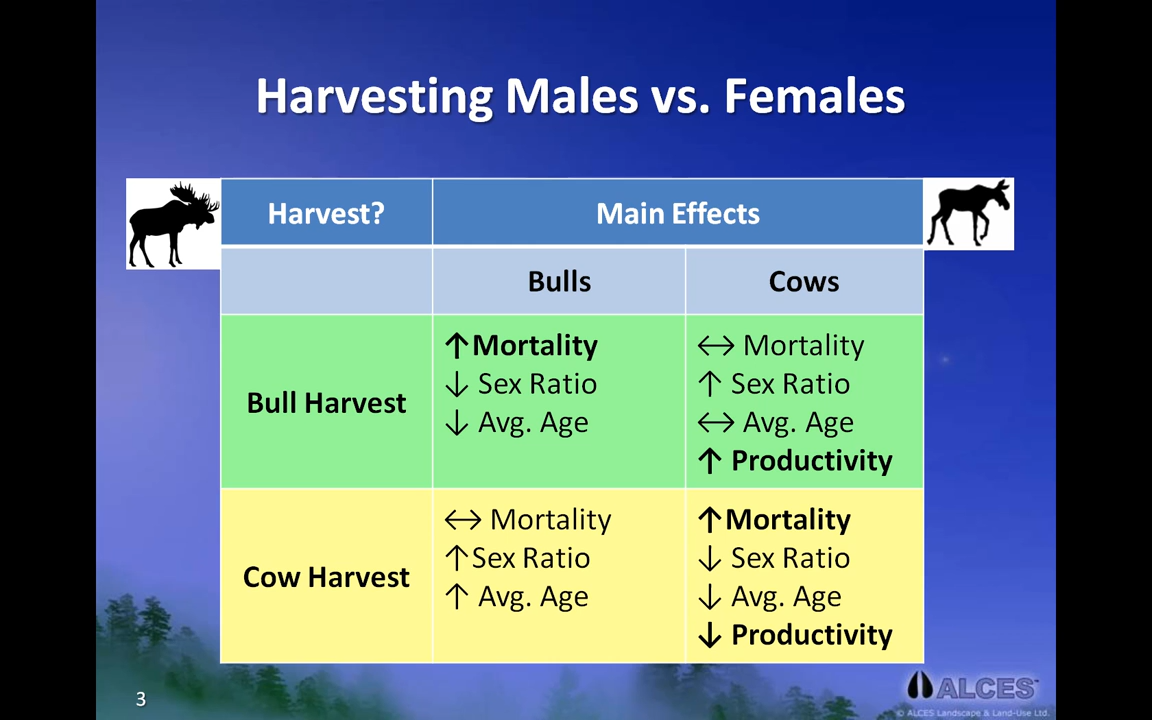 Harvesting Males vs. Females
Harvest?
Main Effects
Bulls
Cows
Bull Harvest
↑Mortality
↓ Sex Ratio
↓ Avg. Age
↔ Mortality
↑ Sex Ratio
↔ Avg. Age
↑ Productivity
Cow Harvest
↔ Mortality
↑Sex Ratio
↑ Avg. Age
↑Mortality
↓ Sex Ratio
↓ Avg. Age
↓ Productivity
3
ALCES™
© ALCES Landscape & Land-Use Ltd.